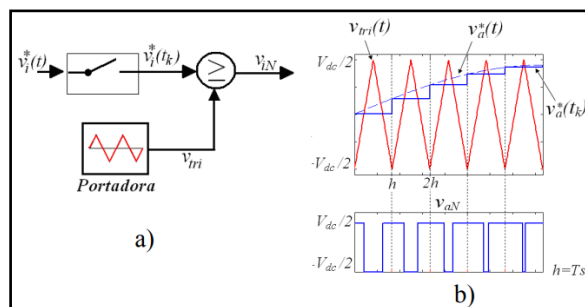 v*i(t)
v*i(tk)
≥
viN
vtri
Portadora
a)
vtri(t)
v*a(t)
Vdc/2
v*a(tk)
-Vdc/2
h
2h
vaN
Vdc/2
-Vdc/2
h=Ts
b)